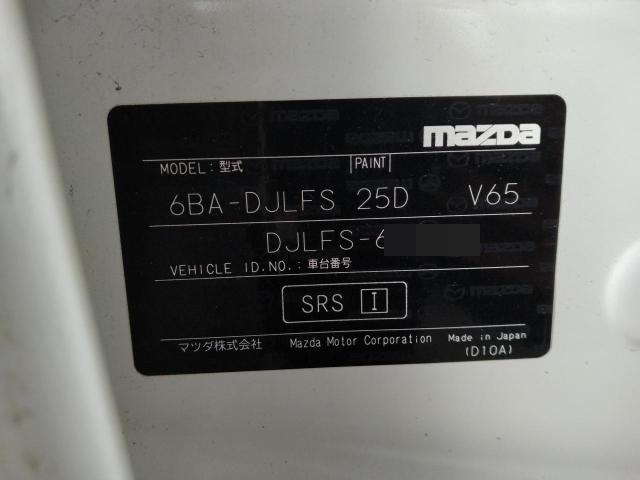 mazda
MODEL: 型式 PAINT
6BA-DJLFS 25D V65
DJLFS-6
VEHICLE ID.NO.: 車台番号
SRS I
マツダ株式会社 Mazda Motor Corporation Made in Japan
(D10A)